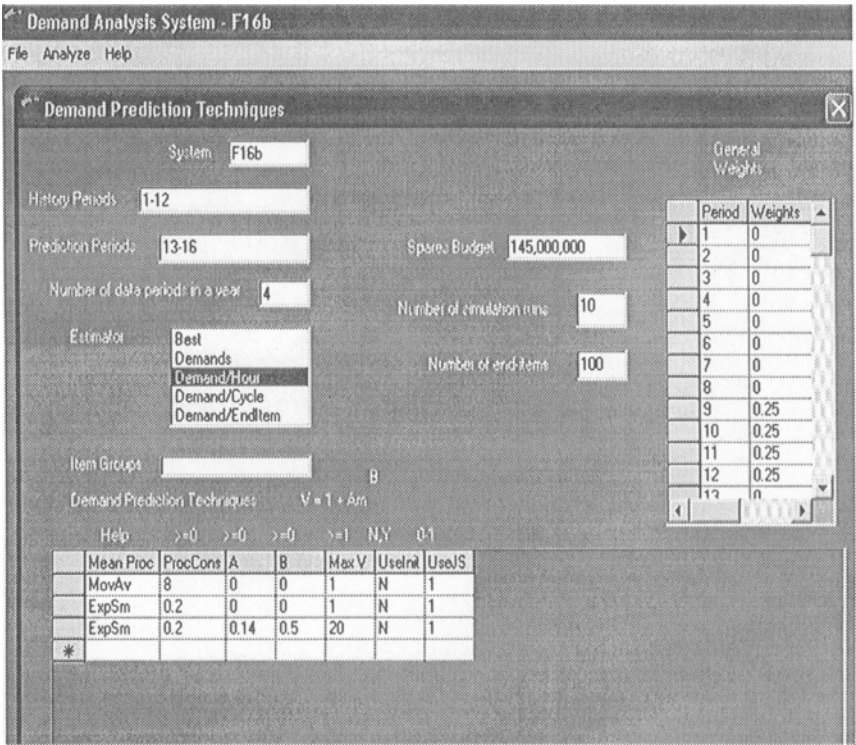 Demand Analysis System - F16b
File Analyze Help
Demand Prediction Techniques
System F16b
General Weights
History Periods 1-12
Prediction Periods 13-16
Spares Budget 145,000,000
Number of data periods in a year 4
Number of simulation runs 10
Estimator
Best
Demands
Demand/Hour
Demand/Cycle
Demand/EndItem
Number of end-items 100
Period Weights
1 0
2 0
3 0
4 0
5 0
6 0
7 0
8 0
9 0.25
10 0.25
11 0.25
12 0.25
13 0
Item Groups
B
Demand Prediction Techniques V = 1 + Am
Help >=0 >=0 >=0 >=1 N,Y 0-1
Mean Proc ProcCons A B Max V UseInit UseJS
MovAv 8 0 0 1 N 1
ExpSm 0.2 0 0 1 N 1
ExpSm 0.2 0.14 0.5 20 N 1
*